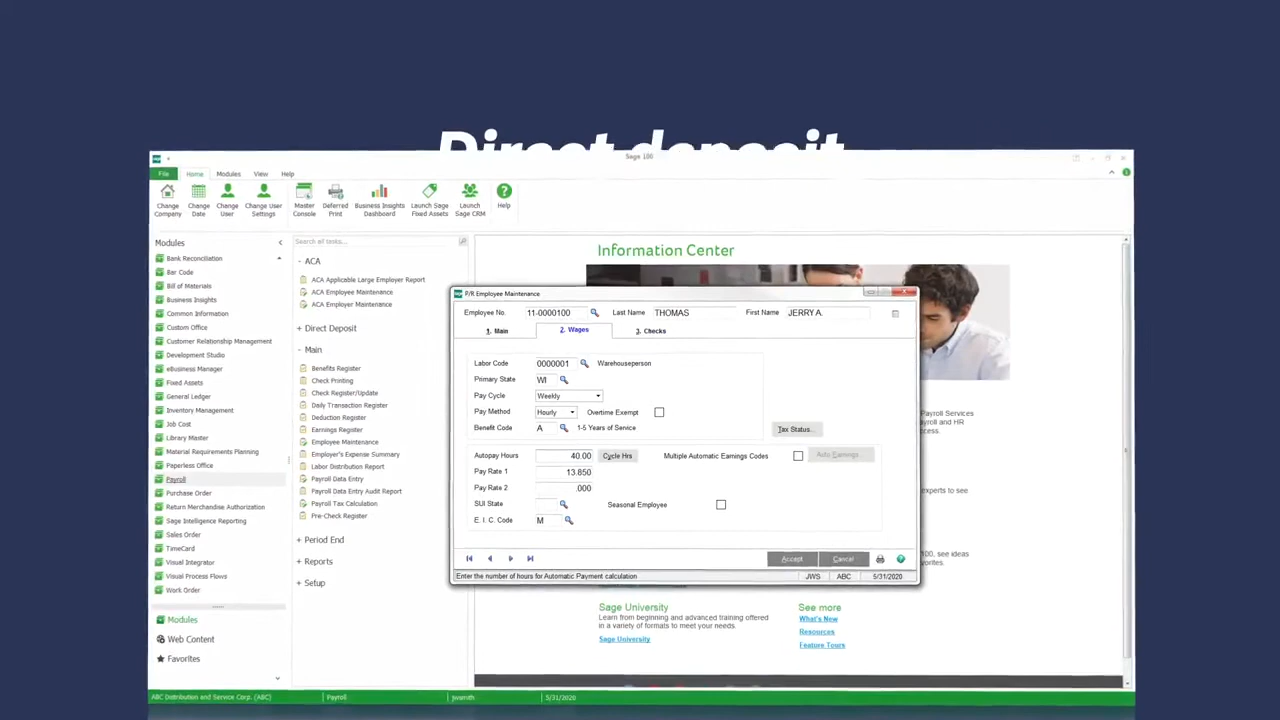 Direct deposit
Sage 100
File Home Modules View Help
Change Company
Change Date
Change User
Change User Settings
Master Console
Deferred Print
Business Insights Dashboard
Launch Sage Fixed Assets
Launch Sage CRM
Help
Modules
Bank Reconciliation
Bar Code
Bill of Materials
Business Insights
Common Information
Custom Office
Customer Relationship Management
Development Studio
eBusiness Manager
Fixed Assets
General Ledger
Inventory Management
Job Cost
Library Master
Material Requirements Planning
Paperless Office
Payroll
Purchase Order
Return Merchandise Authorization
Sage Intelligence Reporting
Sales Order
TimeCard
Visual Integrator
Visual Process Flows
Work Order
Modules
Web Content
Favorites
Search all tasks...
- ACA
ACA Applicable Large Employer Report
ACA Employee Maintenance
ACA Employer Maintenance
+ Direct Deposit
- Main
Benefits Register
Check Printing
Check Register/Update
Daily Transaction Register
Deduction Register
Earnings Register
Employee Maintenance
Employer's Expense Summary
Labor Distribution Report
Payroll Data Entry
Payroll Data Entry Audit Report
Payroll Tax Calculation
Pre-Check Register
+ Period End
+ Reports
+ Setup
Information Center
P/R Employee Maintenance
Employee No. 11-0000100 Last Name THOMAS First Name JERRY A.
1. Main 2. Wages 3. Checks
Labor Code 0000001 Warehouseperson
Primary State WI
Pay Cycle Weekly
Pay Method Hourly Overtime Exempt
Benefit Code A 1-5 Years of Service
Tax Status...
Autopay Hours 40.00 Cycle Hrs Multiple Automatic Earnings Codes Auto Earnings
Pay Rate 1 13.850
Pay Rate 2 .000
SUI State Seasonal Employee
E. I. C. Code M
Accept Cancel
Enter the number of hours for Automatic Payment calculation JWS ABC 5/31/2020
Payroll Services
ayroll and HR
xperts to see
100, see ideas
Sage University
Learn from beginning and advanced training offered
in a variety of formats to meet your needs.
Sage University
See more
What's New
Resources
Feature Tours
ABC Distribution and Service Corp. (ABC) Payroll jwsmith 5/31/2020